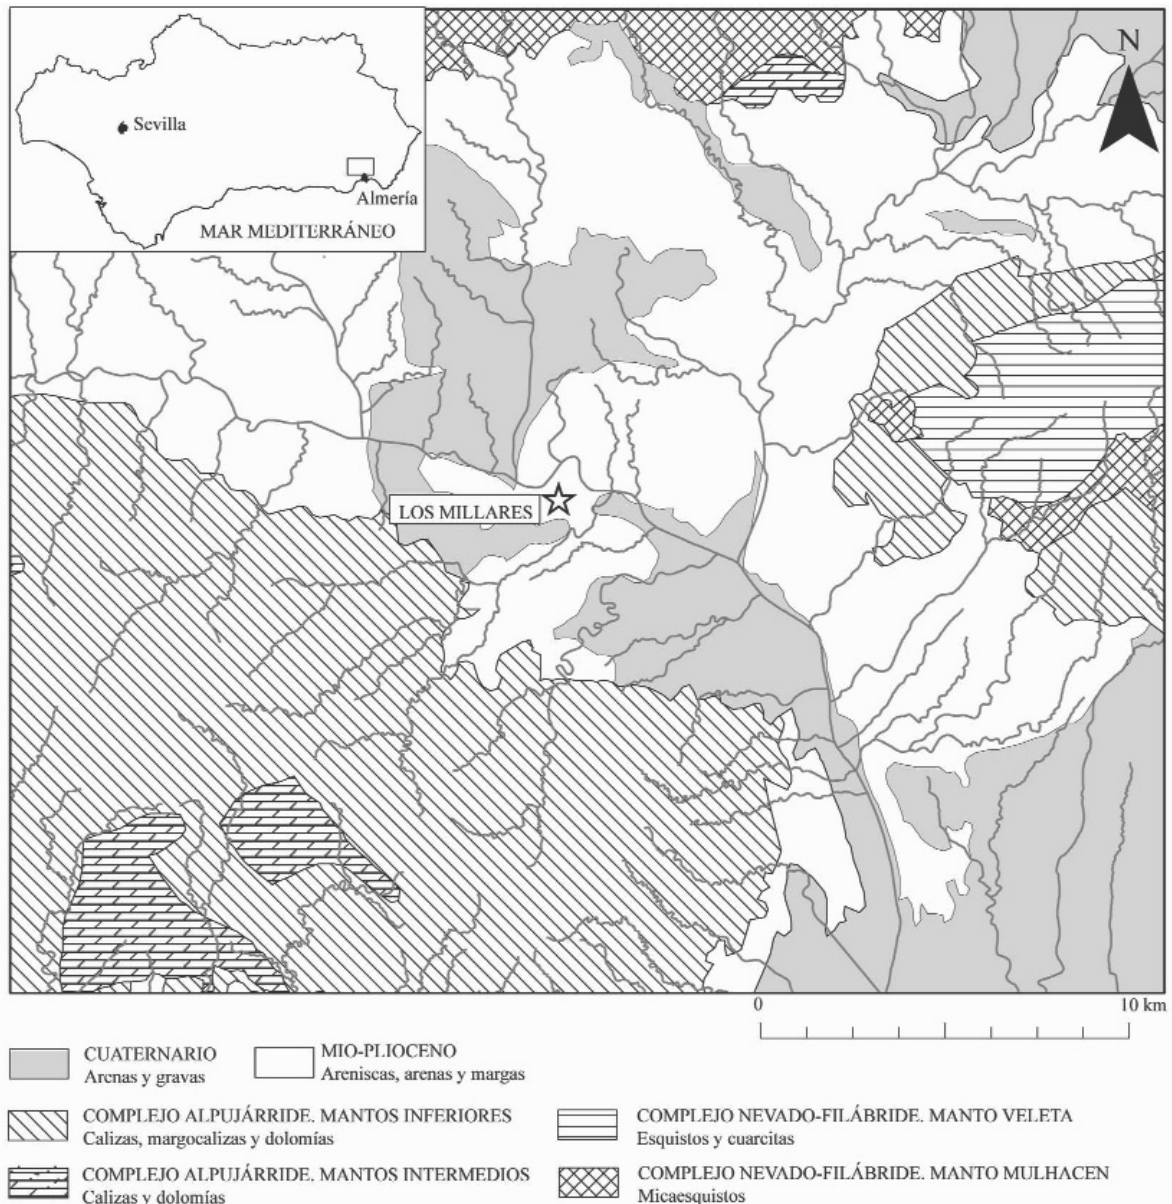 N
Sevilla
Almería
MAR MEDITERRÁNEO
LOS MILLARES
0 10 km
CUATERNARIO
Arenas y gravas
MIO-PLIOCENO
Areniscas, arenas y margas
COMPLEJO ALPUJÁRRIDE. MANTOS INFERIORES
Calizas, margocalizas y dolomías
COMPLEJO NEVADO-FILÁBRIDE. MANTO VELETA
Esquistos y cuarcitas
COMPLEJO ALPUJÁRRIDE. MANTOS INTERMEDIOS
Calizas y dolomías
COMPLEJO NEVADO-FILÁBRIDE. MANTO MULHACEN
Micaesquistos